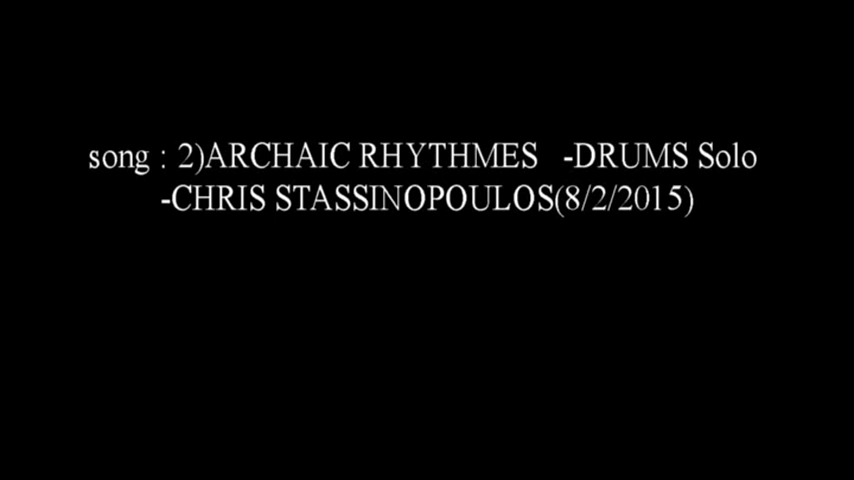 song : 2)ARCHAIC RHYTHMES -DRUMS Solo
-CHRIS STASSINOPOULOS(8/2/2015)